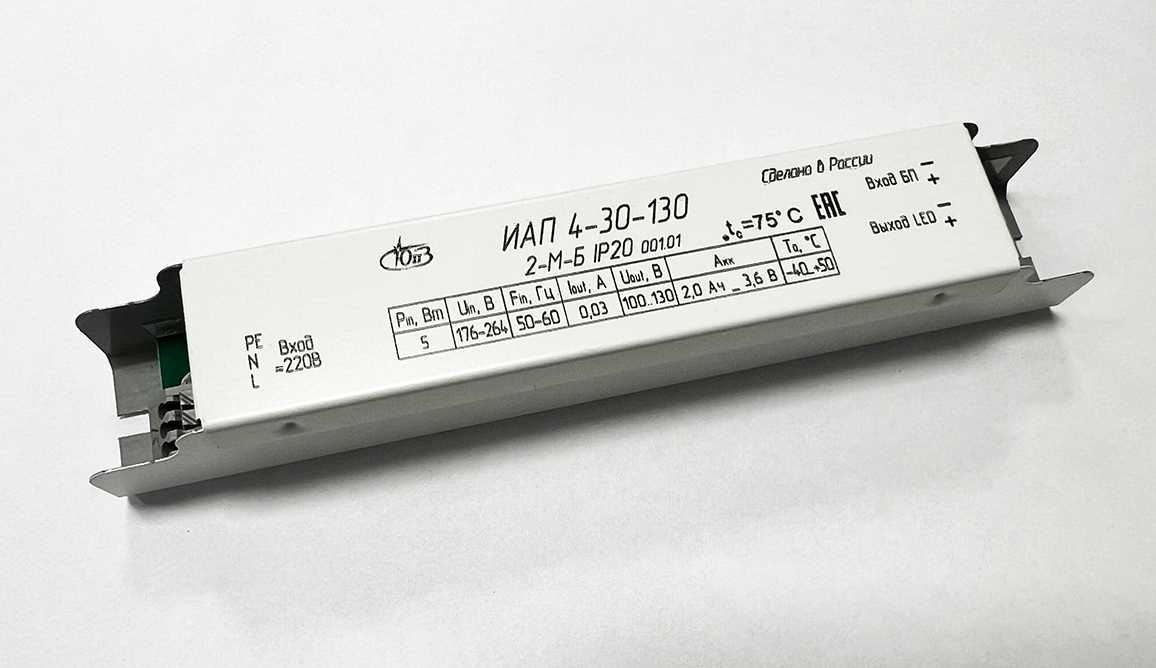 Сделано в России
ИАП 4-30-130
2-М-Б IP20 001.01
.tc=75°C EAC
Pin, Вт Uin, В Fin, Гц Iout, А Uout, В Акк Ta, °C
5 176-264 50-60 0,03 100..130 2,0 Ач _ 3,6 В -40..+50
PE
N
L
Вход
=220В
Вход БП - +
Выход LED - +